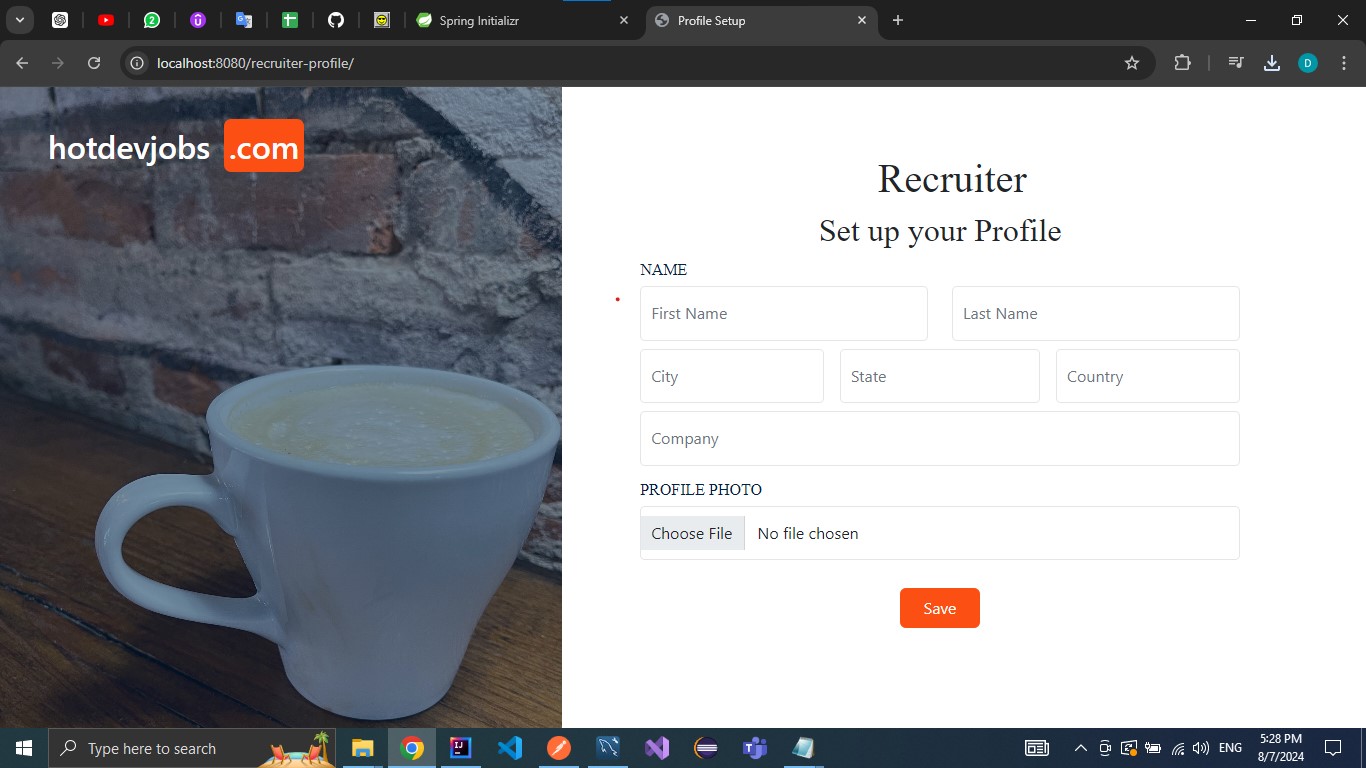 2
Spring Initializr
Profile Setup
localhost:8080/recruiter-profile/
D
hotdevjobs .com
Recruiter
Set up your Profile
NAME
First Name
Last Name
City
State
Country
Company
PROFILE PHOTO
Choose File
No file chosen
Save
Type here to search
ENG
5:28 PM
8/7/2024